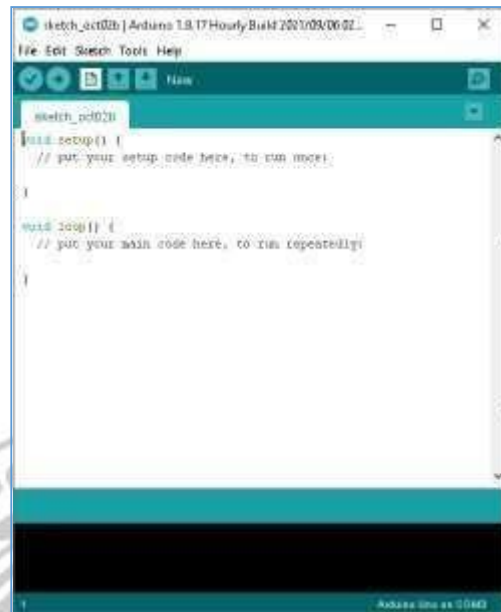 sketch_oct02b | Arduino 1.8.17 Hourly Build 2021/09/06 02...
File Edit Sketch Tools Help
New
sketch_oct02b
void setup() {
// put your setup code here, to run once:
}
void loop() {
// put your main code here, to run repeatedly:
}
1
Arduino Uno on COM3